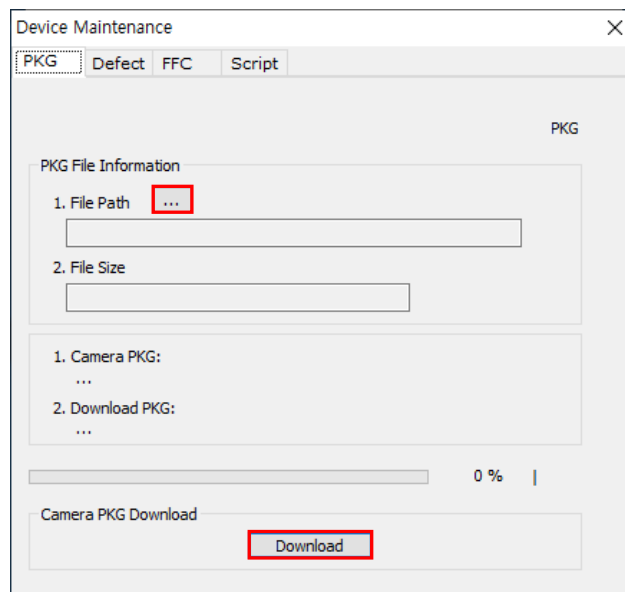 Device Maintenance
PKG Defect FFC Script
PKG
PKG File Information
1. File Path ...
2. File Size
1. Camera PKG:
...
2. Download PKG:
...
0 %
Camera PKG Download
Download